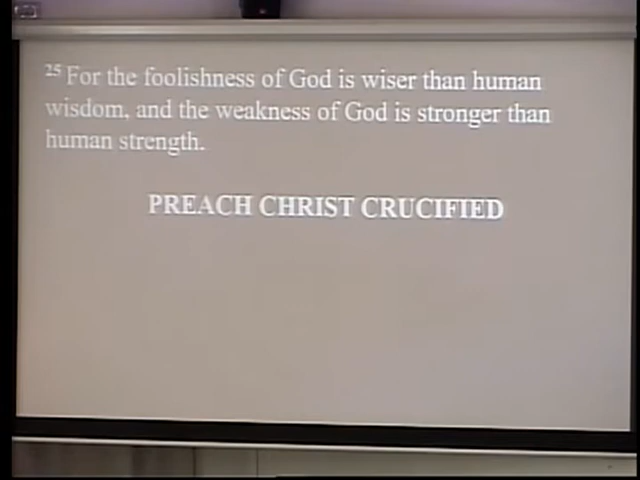 25 For the foolishness of God is wiser than human
wisdom, and the weakness of God is stronger than
human strength.
PREACH CHRIST CRUCIFIED